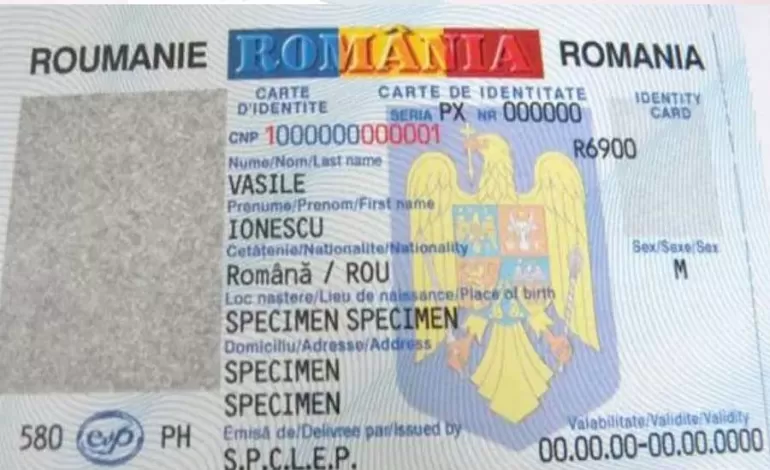 ROUMANIE ROMÂNIA ROMANIA
CARTE D'IDENTITE
CARTE DE IDENTITATE
IDENTITY CARD
SERIA PX NR 000000
CNP 1000000000001
R6900
Nume/Nom/Last name
VASILE
Prenume/Prenom/First name
IONESCU
Cetăţenie/Nationalite/Nationality
Sex/Sexe/Sex
Română / ROU
M
Loc nastere/Lieu de naissance/Place of birth
SPECIMEN SPECIMEN
Domiciliu/Adresse/Address
SPECIMEN
SPECIMEN
Emisă de/Delivree par/Issued by
Valabilitate/Validite/Validity
580 PH
S.P.C.L.E.P.
00.00.00-00.00.0000